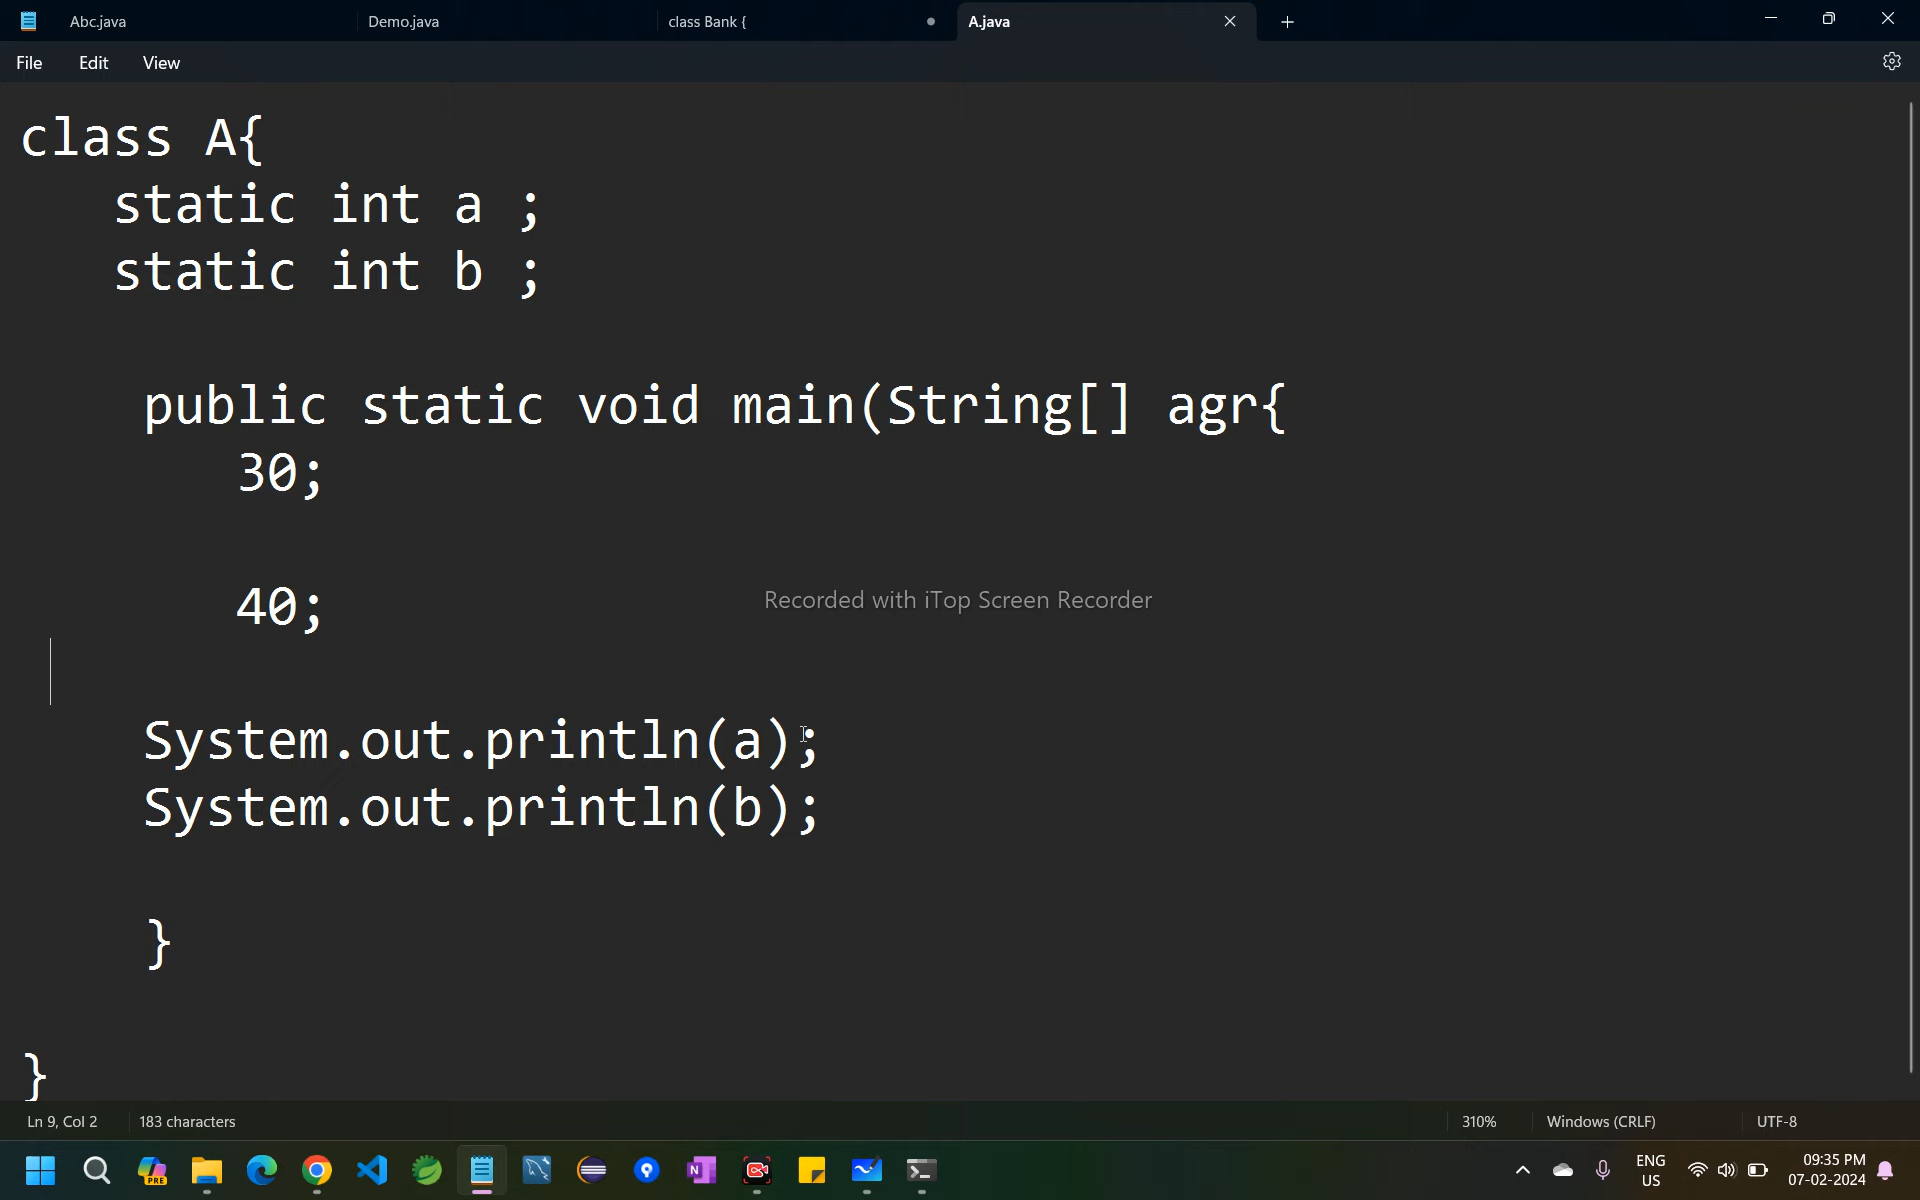 Abc.java
Demo.java
class Bank {
A.java
File Edit View
class A{
static int a ;
static int b ;
public static void main(String[] agr{
30;
40;
Recorded with iTop Screen Recorder
System.out.println(a);
System.out.println(b);
}
}
Ln 9, Col 2
183 characters
310%
Windows (CRLF)
UTF-8
PRE
N
ENG
US
09:35 PM
07-02-2024